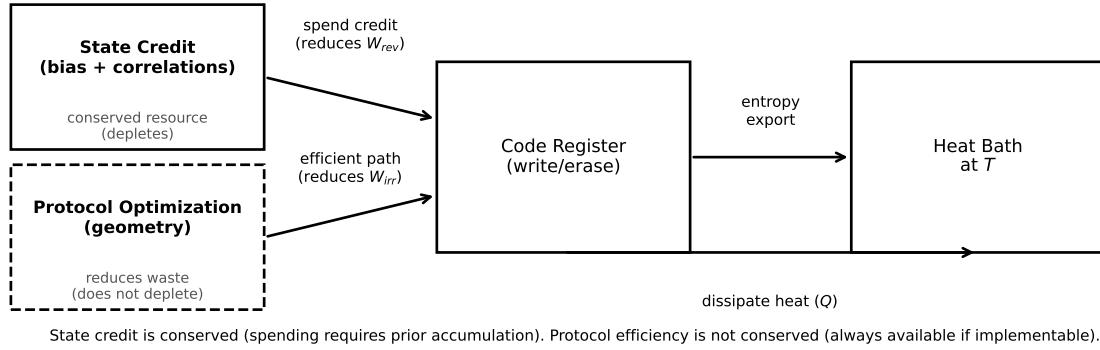 State Credit
(bias + correlations)
conserved resource
(depletes)
spend credit
(reduces W_rev)
Protocol Optimization
(geometry)
reduces waste
(does not deplete)
efficient path
(reduces W_irr)
Code Register
(write/erase)
entropy
export
Heat Bath
at T
dissipate heat (Q)
State credit is conserved (spending requires prior accumulation). Protocol efficiency is not conserved (always available if implementable).